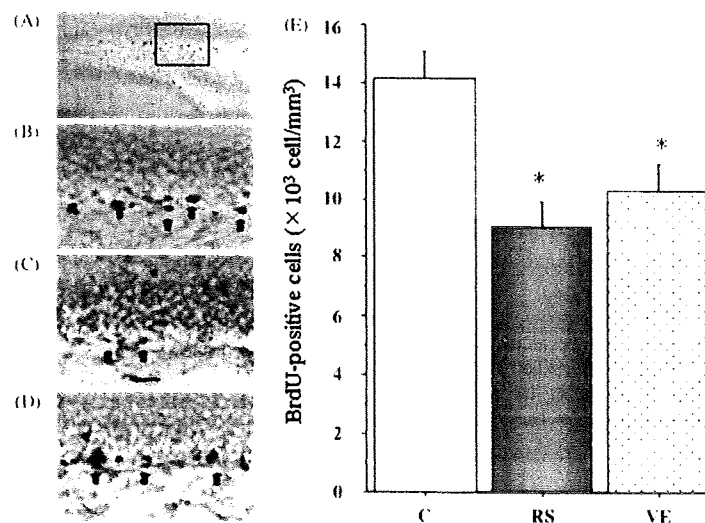 (A)
(B)
(C)
(D)
(E)
BrdU-positive cells (× 10³ cell/mm³)
16
14
12
10
8
6
4
2
0
*
*
C
RS
VE